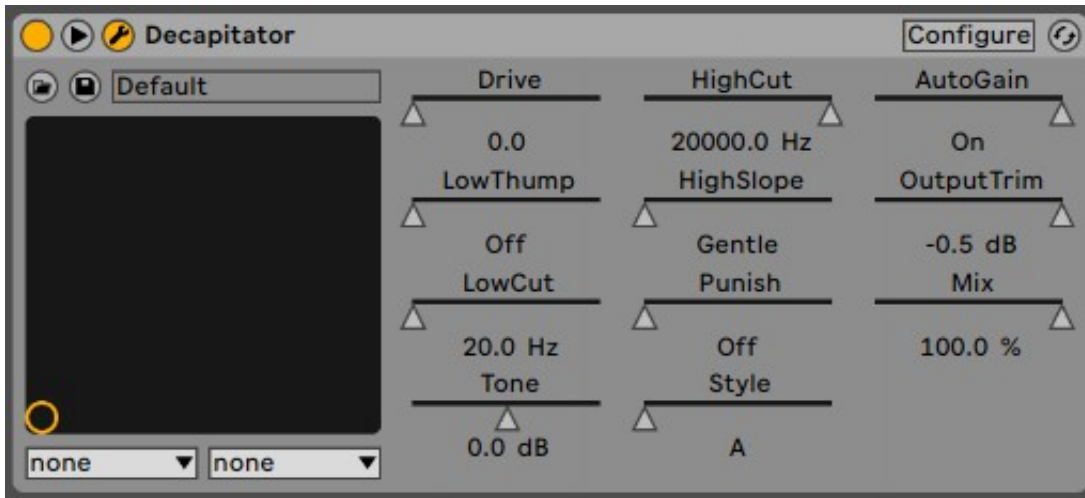 Decapitator Configure
Default
Drive HighCut AutoGain
0.0 20000.0 Hz On
LowThump HighSlope OutputTrim
Off Gentle -0.5 dB
LowCut Punish Mix
20.0 Hz Off 100.0 %
Tone Style
0.0 dB A
none none